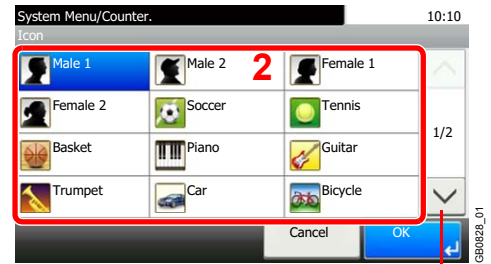 System Menu/Counter. 10:10
Icon
Male 1 Male 2 2 Female 1
Female 2 Soccer Tennis
1/2
Basket Piano Guitar
Trumpet Car Bicycle
Cancel OK
GB0828_01